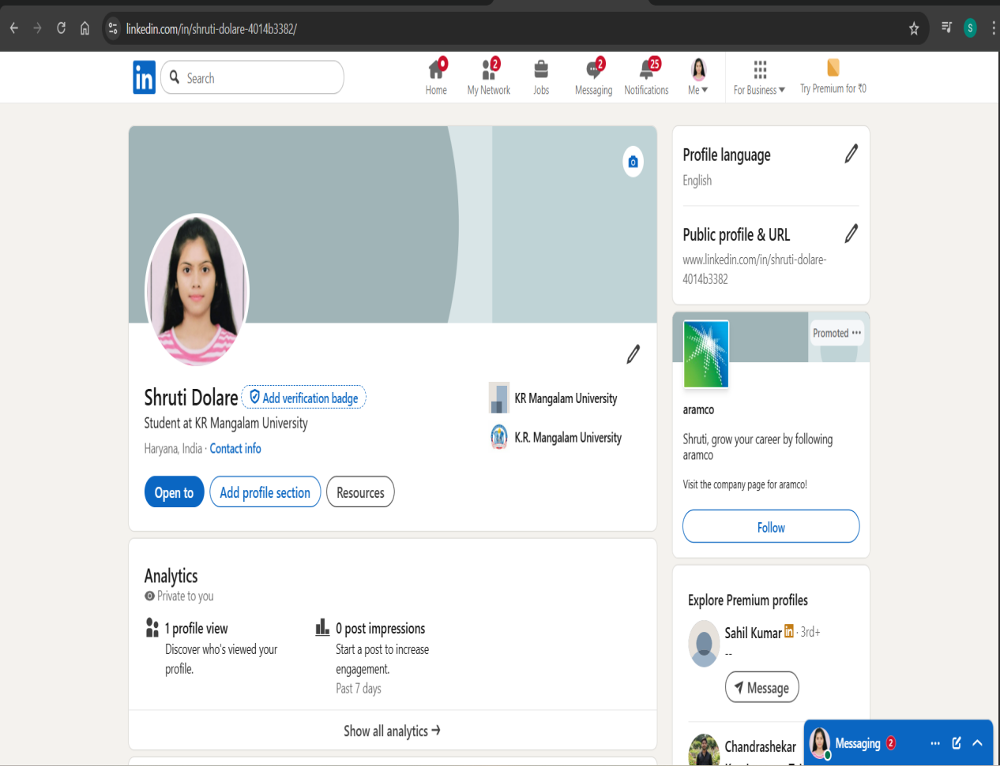 linkedin.com/in/shruti-dolare-4014b3382/
S
in
Search
Home
2
My Network
Jobs
2
Messaging
25
Notifications
Me
For Business
Try Premium for ₹0
Shruti Dolare
Add verification badge
Student at KR Mangalam University
Haryana, India · Contact info
KR Mangalam University
K.R. Mangalam University
Open to
Add profile section
Resources
Analytics
Private to you
1 profile view
Discover who's viewed your
profile.
0 post impressions
Start a post to increase
engagement.
Past 7 days
Show all analytics →
Profile language
English
Public profile & URL
www.linkedin.com/in/shruti-dolare-
4014b3382
Promoted ···
aramco
Shruti, grow your career by following
aramco
Visit the company page for aramco!
Follow
Explore Premium profiles
Sahil Kumar in · 3rd+
--
Message
Chandrashekar
Messaging 2 ···